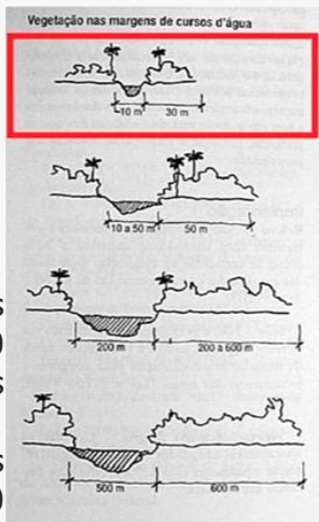 Vegetação nas margens de cursos d'água
-10 m 30 m
10 a 50 m 50 m
200 m 200 a 600 m
500 m 600 m